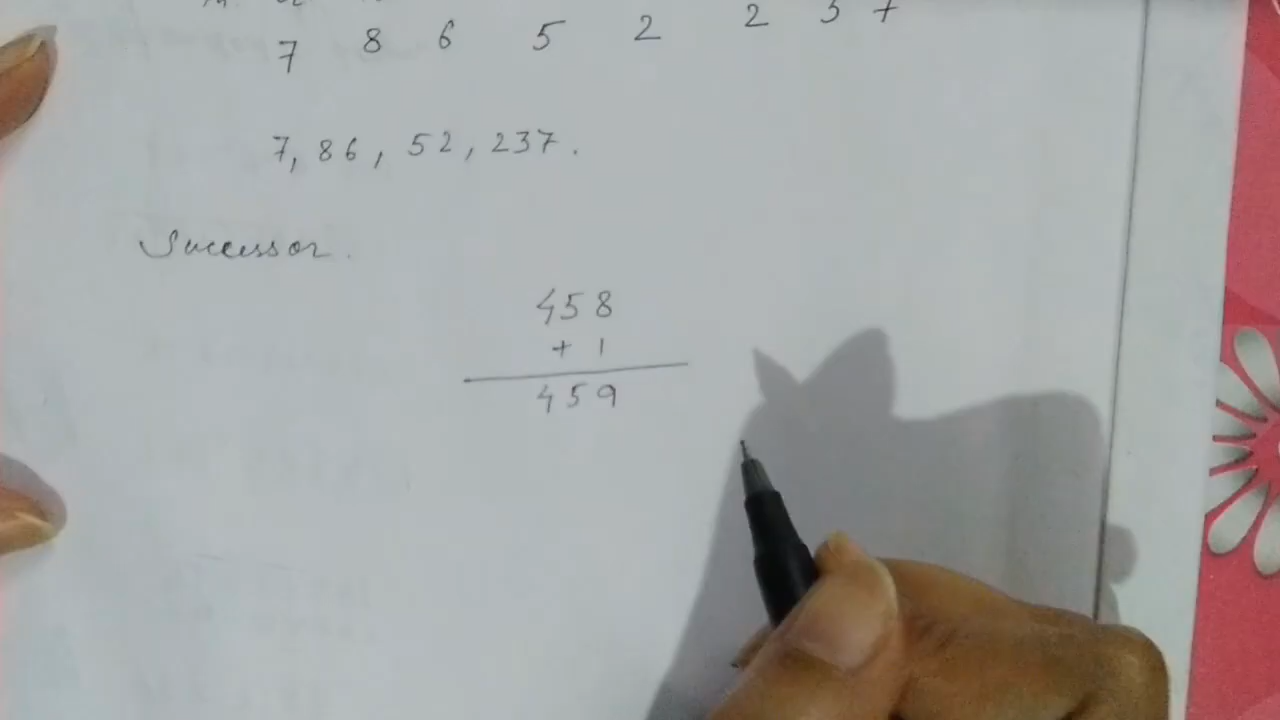 7 8 6 5 2 2 3 7
7, 86, 52, 237.
Successor.
458
+ 1
459